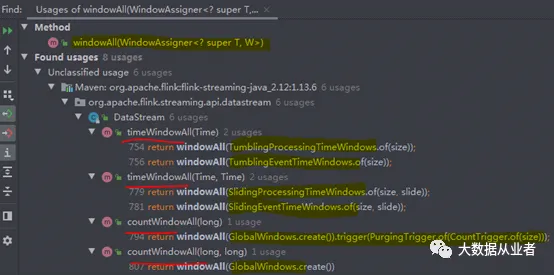 Find: Usages of windowAll(WindowAssigner<? super T,...
Method
windowAll(WindowAssigner<? super T, W>)
Found usages 8 usages
Unclassified usage 6 usages
Maven: org.apache.flink:flink-streaming-java_2.12:1.13.6 6 usages
org.apache.flink.streaming.api.datastream 6 usages
DataStream 6 usages
timeWindowAll(Time) 2 usages
754 return windowAll(TumblingProcessingTimeWindows.of(size));
756 return windowAll(TumblingEventTimeWindows.of(size));
timeWindowAll(Time, Time) 2 usages
779 return windowAll(SlidingProcessingTimeWindows.of(size, slide));
781 return windowAll(SlidingEventTimeWindows.of(size, slide));
countWindowAll(long) 1 usage
794 return windowAll(GlobalWindows.create()).trigger(PurgingTrigger.of(CountTrigger.of(size)));
countWindowAll(long, long) 1 usage
807 return windowAll(GlobalWindows.create())
大数据从业者